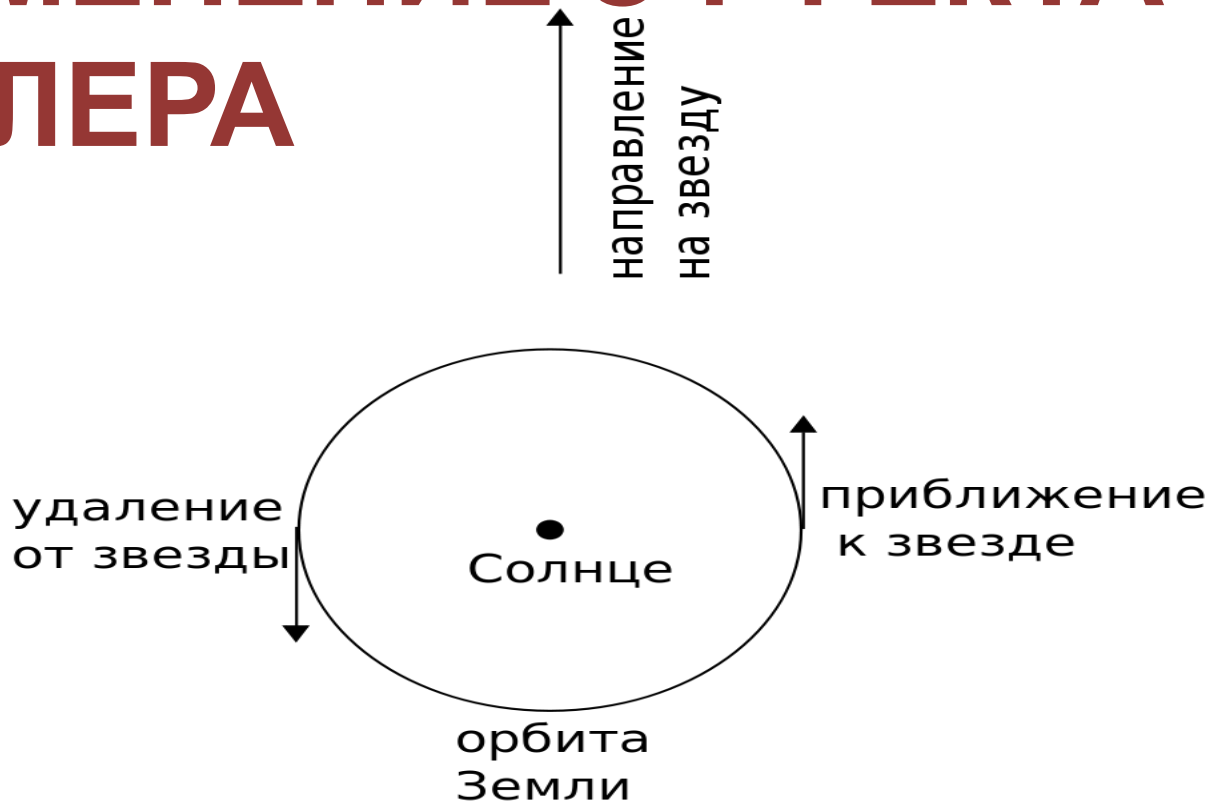 ЛЕРА
направление
на звезду
удаление
от звезды
приближение
к звезде
Солнце
орбита
Земли